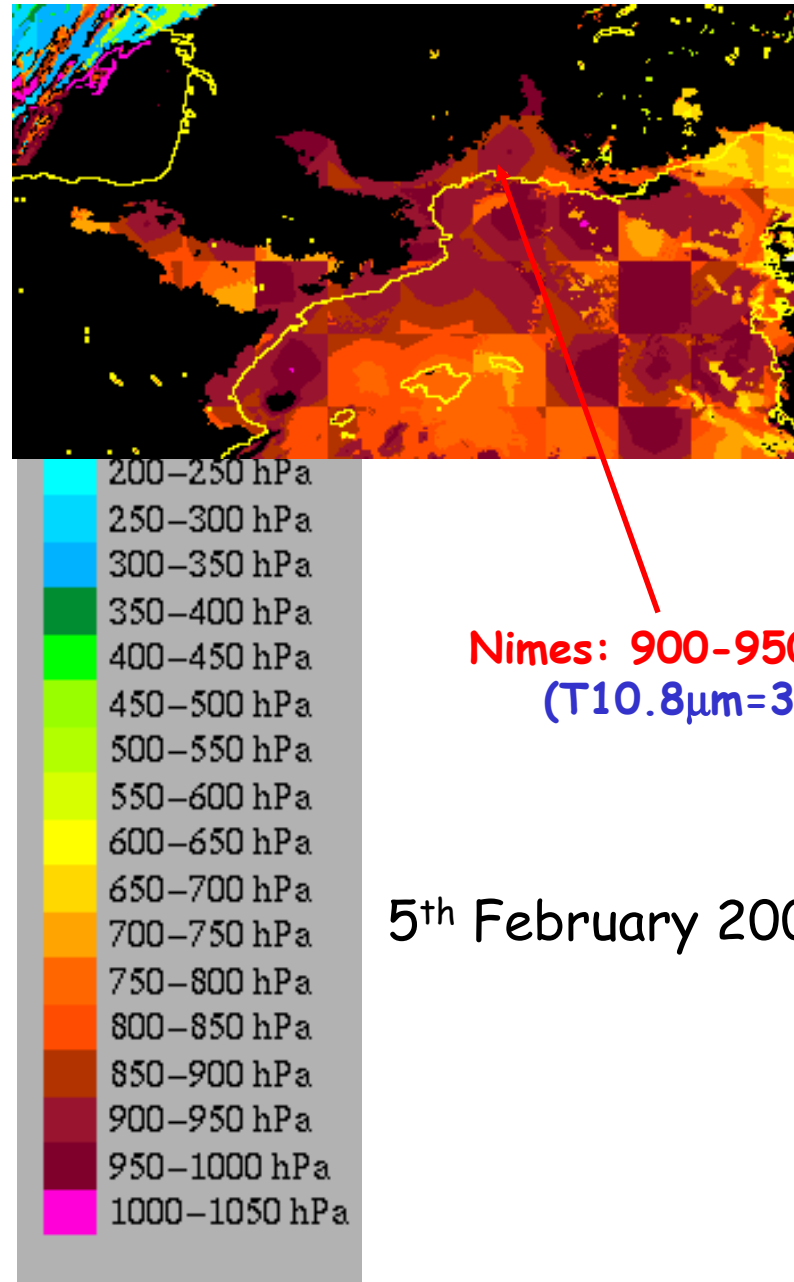 200–250 hPa
250–300 hPa
300–350 hPa
350–400 hPa
400–450 hPa
450–500 hPa
500–550 hPa
550–600 hPa
600–650 hPa
650–700 hPa
700–750 hPa
750–800 hPa
800–850 hPa
850–900 hPa
900–950 hPa
950–1000 hPa
1000–1050 hPa
Nimes: 900-950
(T10.8μm=3
5th February 200